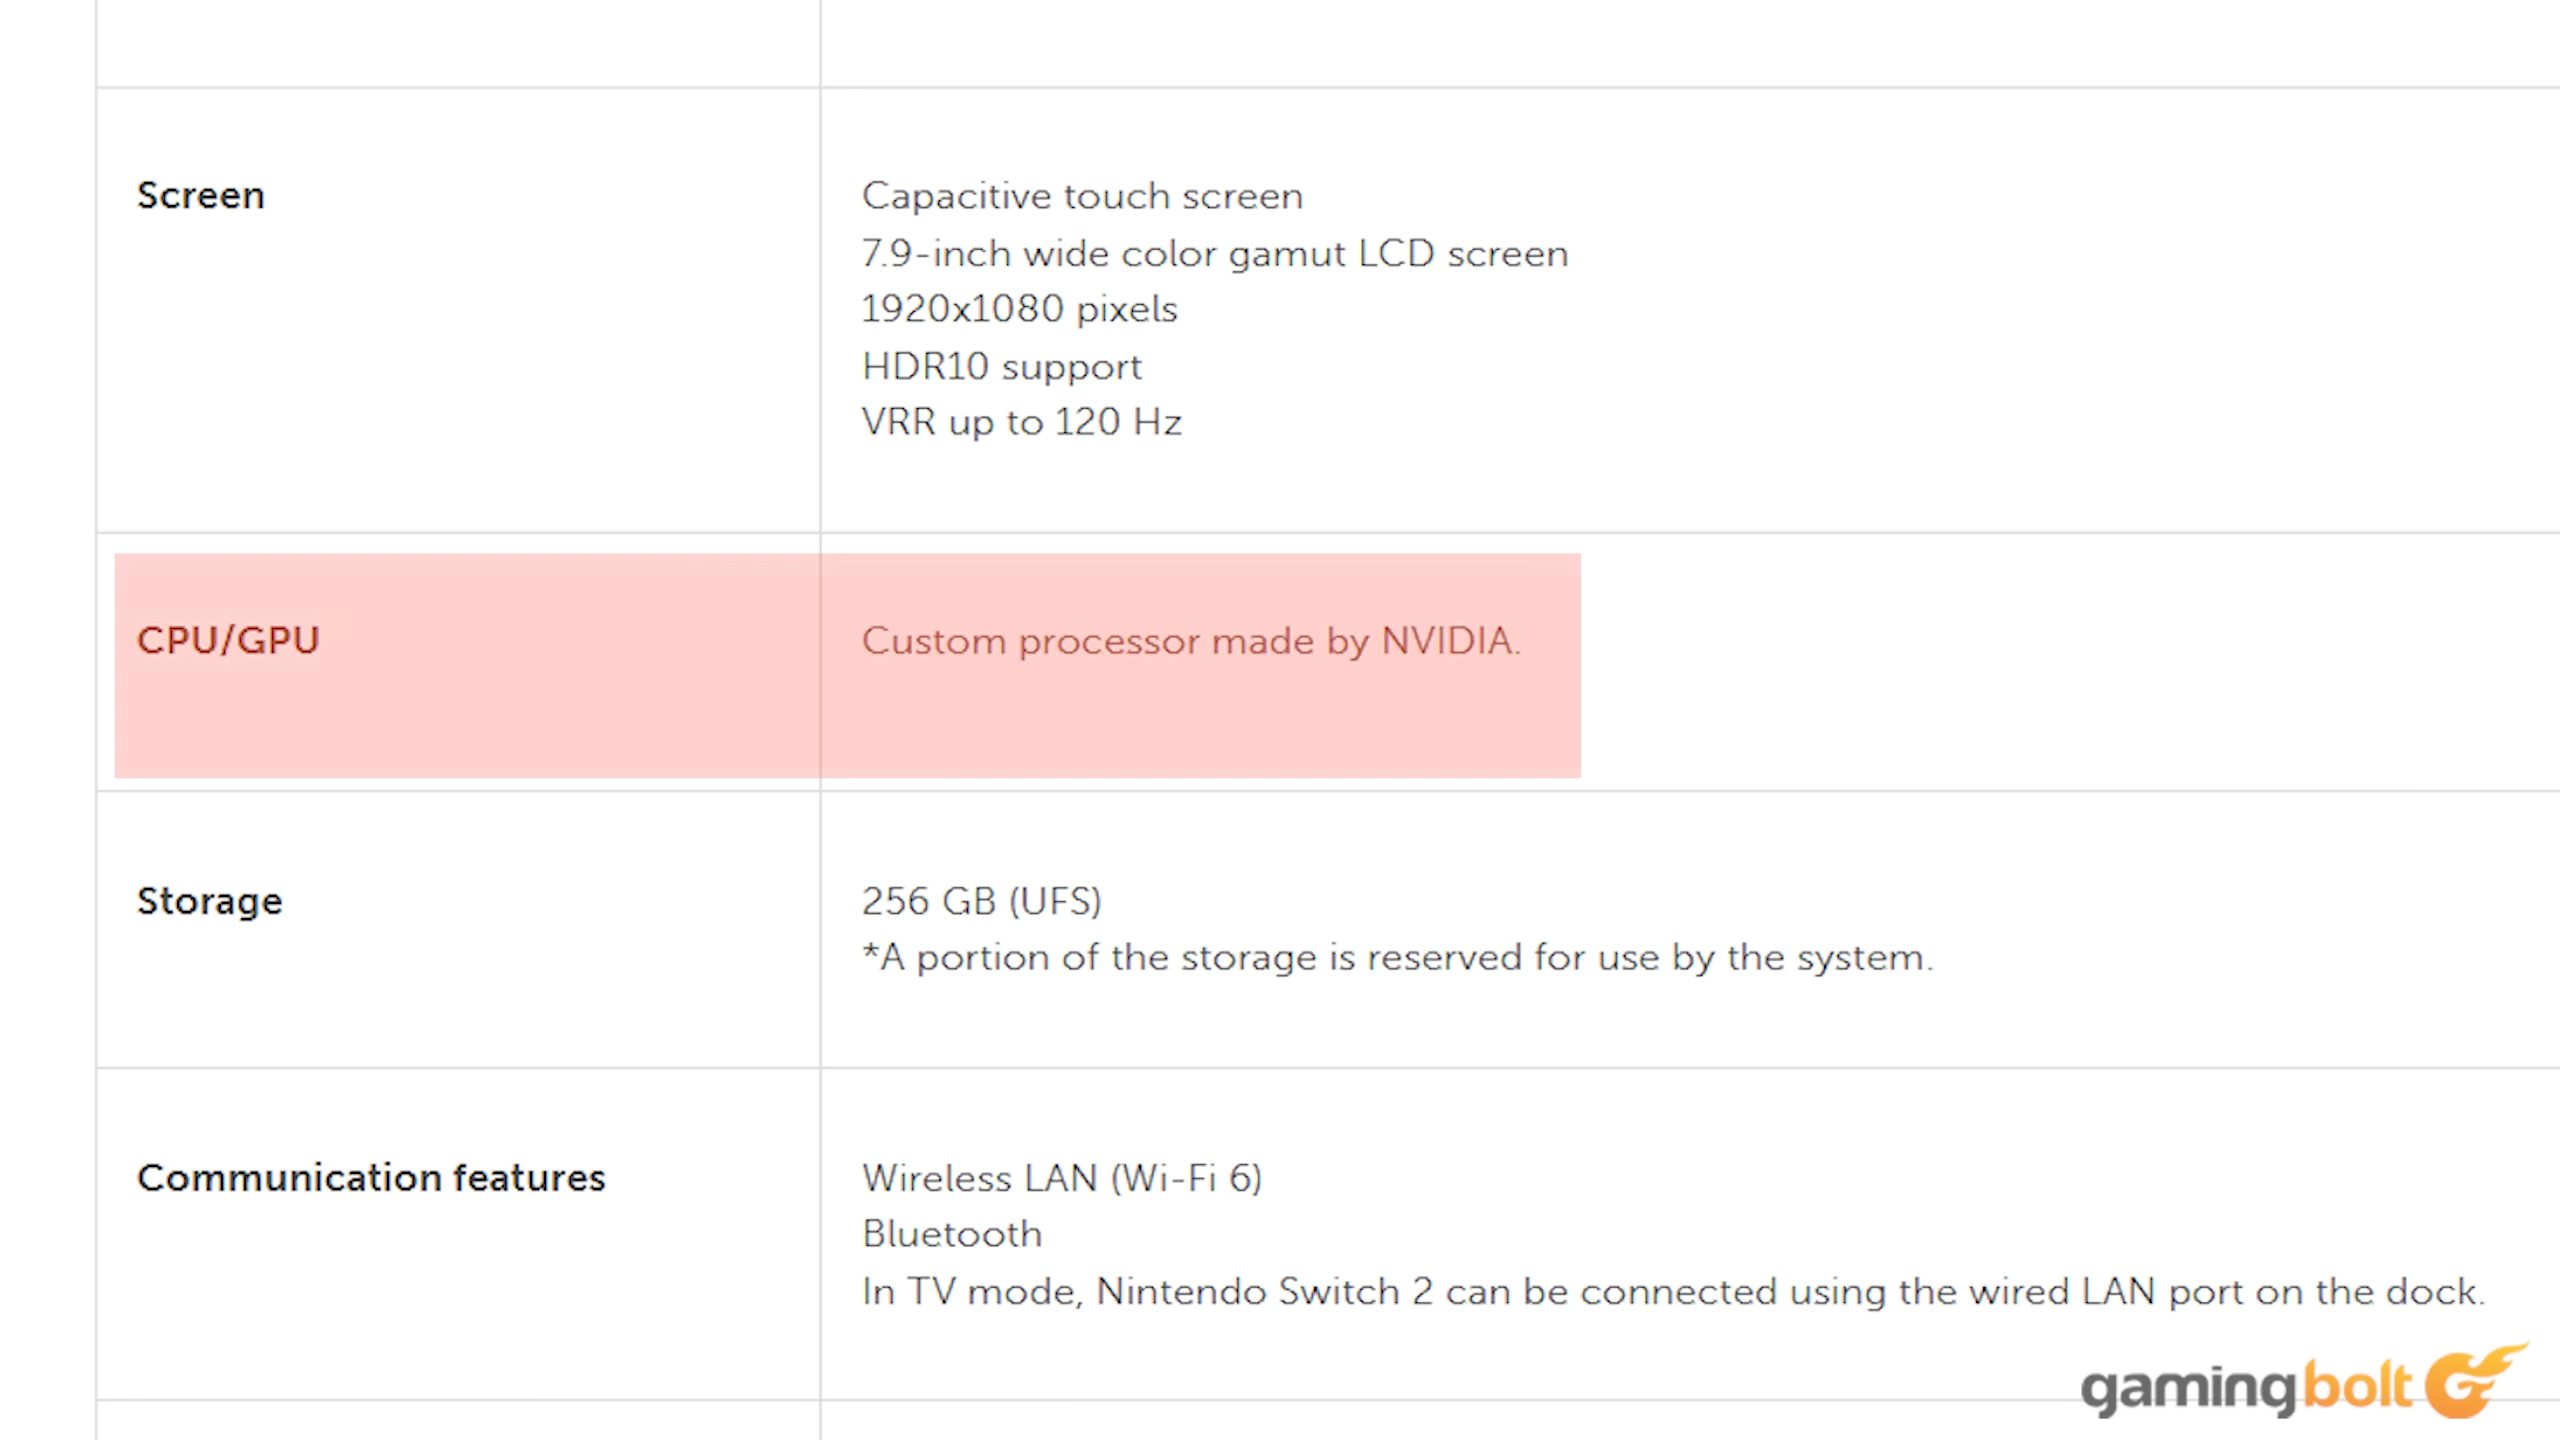 Screen
Capacitive touch screen
7.9-inch wide color gamut LCD screen
1920x1080 pixels
HDR10 support
VRR up to 120 Hz
CPU/GPU
Custom processor made by NVIDIA.
Storage
256 GB (UFS)
*A portion of the storage is reserved for use by the system.
Communication features
Wireless LAN (Wi-Fi 6)
Bluetooth
In TV mode, Nintendo Switch 2 can be connected using the wired LAN port on the dock.
gamingbolt